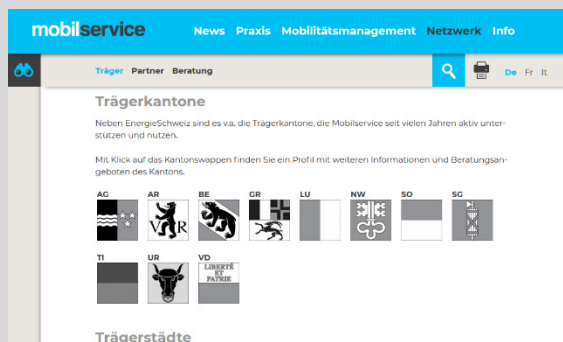 mobilservice
News Praxis Mobilitätsmanagement Netzwerk Info
Träger Partner Beratung
De Fr It
Trägerkantone
Neben EnergieSchweiz sind es v.a. die Trägerkantone, die Mobilservice seit vielen Jahren aktiv unter-
stützen und nutzen.
Mit Klick auf das Kantonswappen finden Sie ein Profil mit weiteren Informationen und Beratungsan-
geboten des Kantons.
AG AR BE GR LU NW SO SG
V R
TI UR VD
LIBERTÉ
ET
PATRIE
Trägerstädte